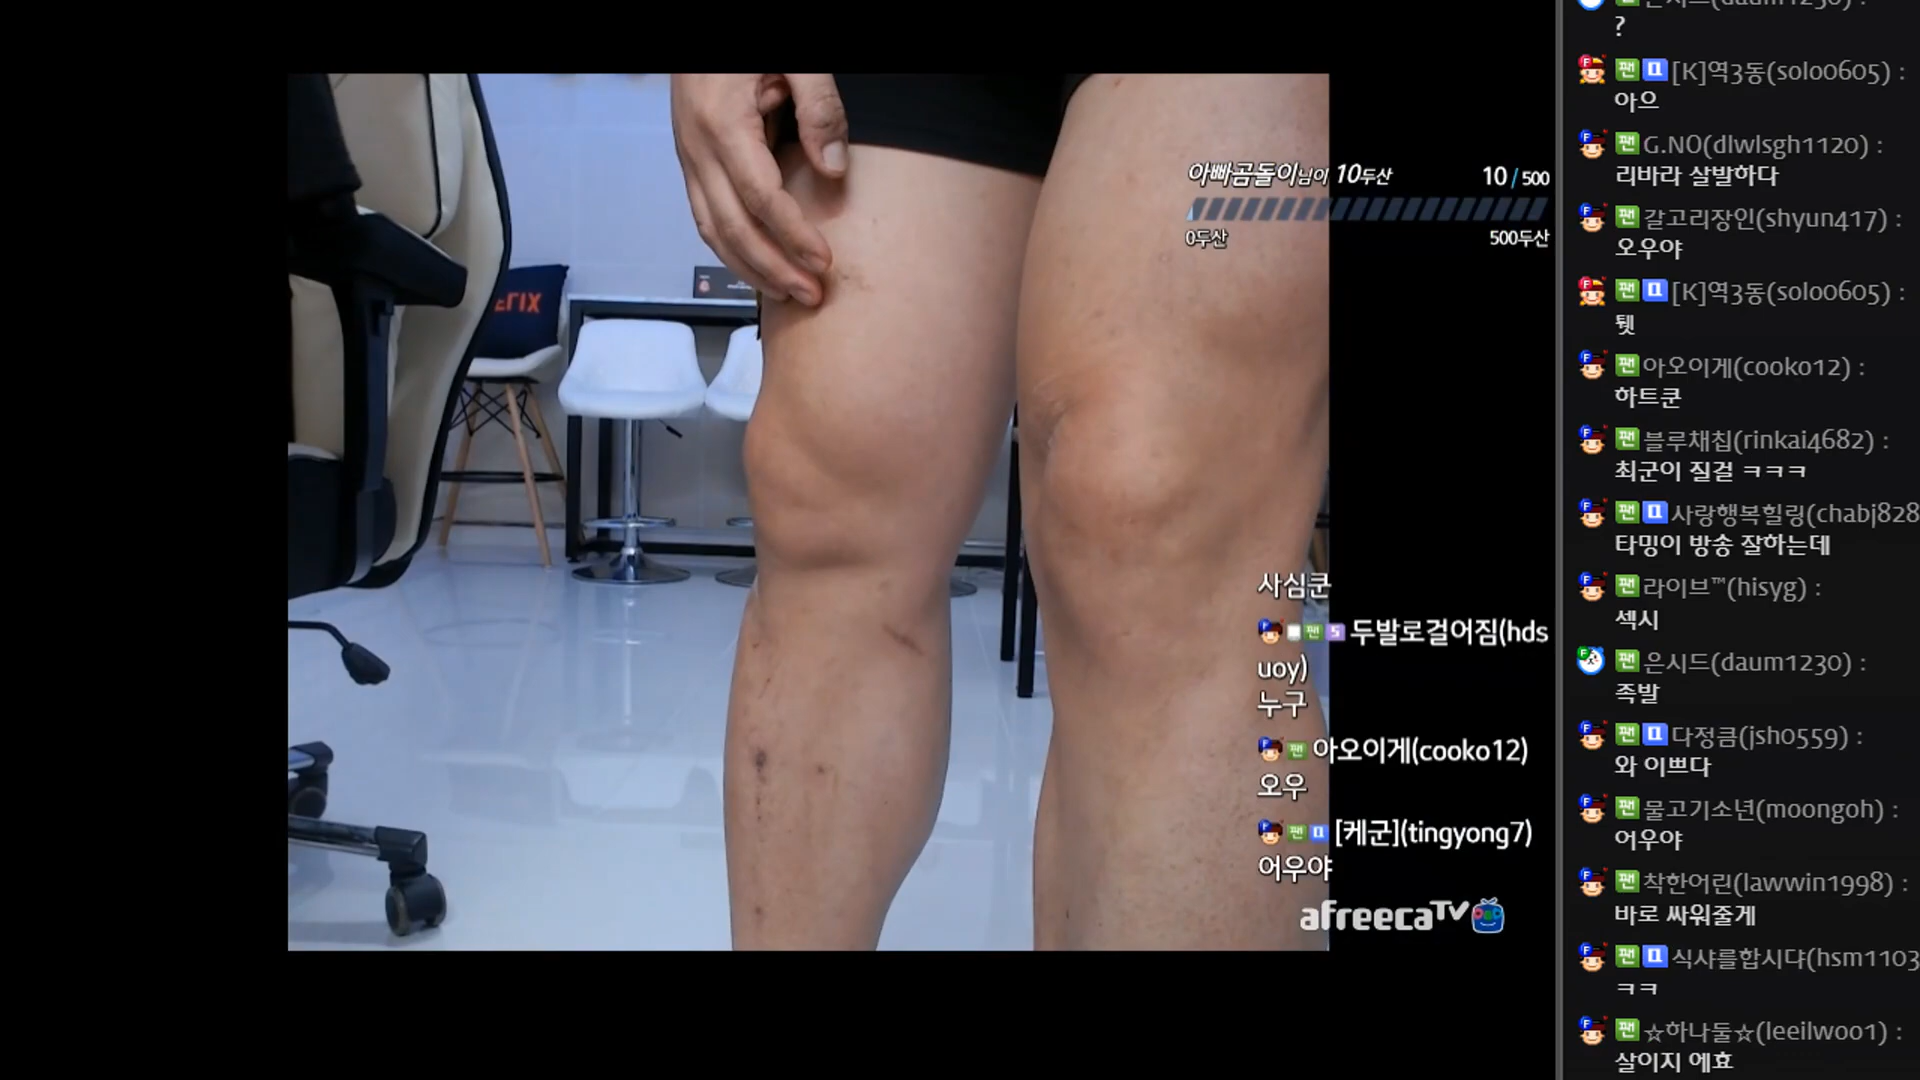 ELIX
아빠곰돌이님이 10두산
10 / 500
0두산
500두산
사심쿤
두발로걸어짐(hds
uoy)
누구
아오이게(cooko12)
오우
[케군](tingyong7)
어우야
afreecaTV
은시드(daum1230) :
?
[K]역3동(solo0605) :
아으
G.NO(dlwlsgh1120) :
리바라 살발하다
갈고리장인(shyun417) :
오우야
[K]역3동(solo0605) :
퉷
아오이게(cooko12) :
하트쿤
블루채칩(rinkai4682) :
최군이 질걸 ㅋㅋㅋ
사랑행복힐링(chabj828
타밍이 방송 잘하는데
라이브™(hisyg) :
섹시
은시드(daum1230) :
족발
다정큼(jsh0559) :
와 이쁘다
물고기소년(moongoh) :
어우야
착한어린(lawwin1998) :
바로 싸워줄게
식샤를합시댜(hsm1103
ㅋㅋ
☆하나둘☆(leeilwoo1) :
살이지 에효